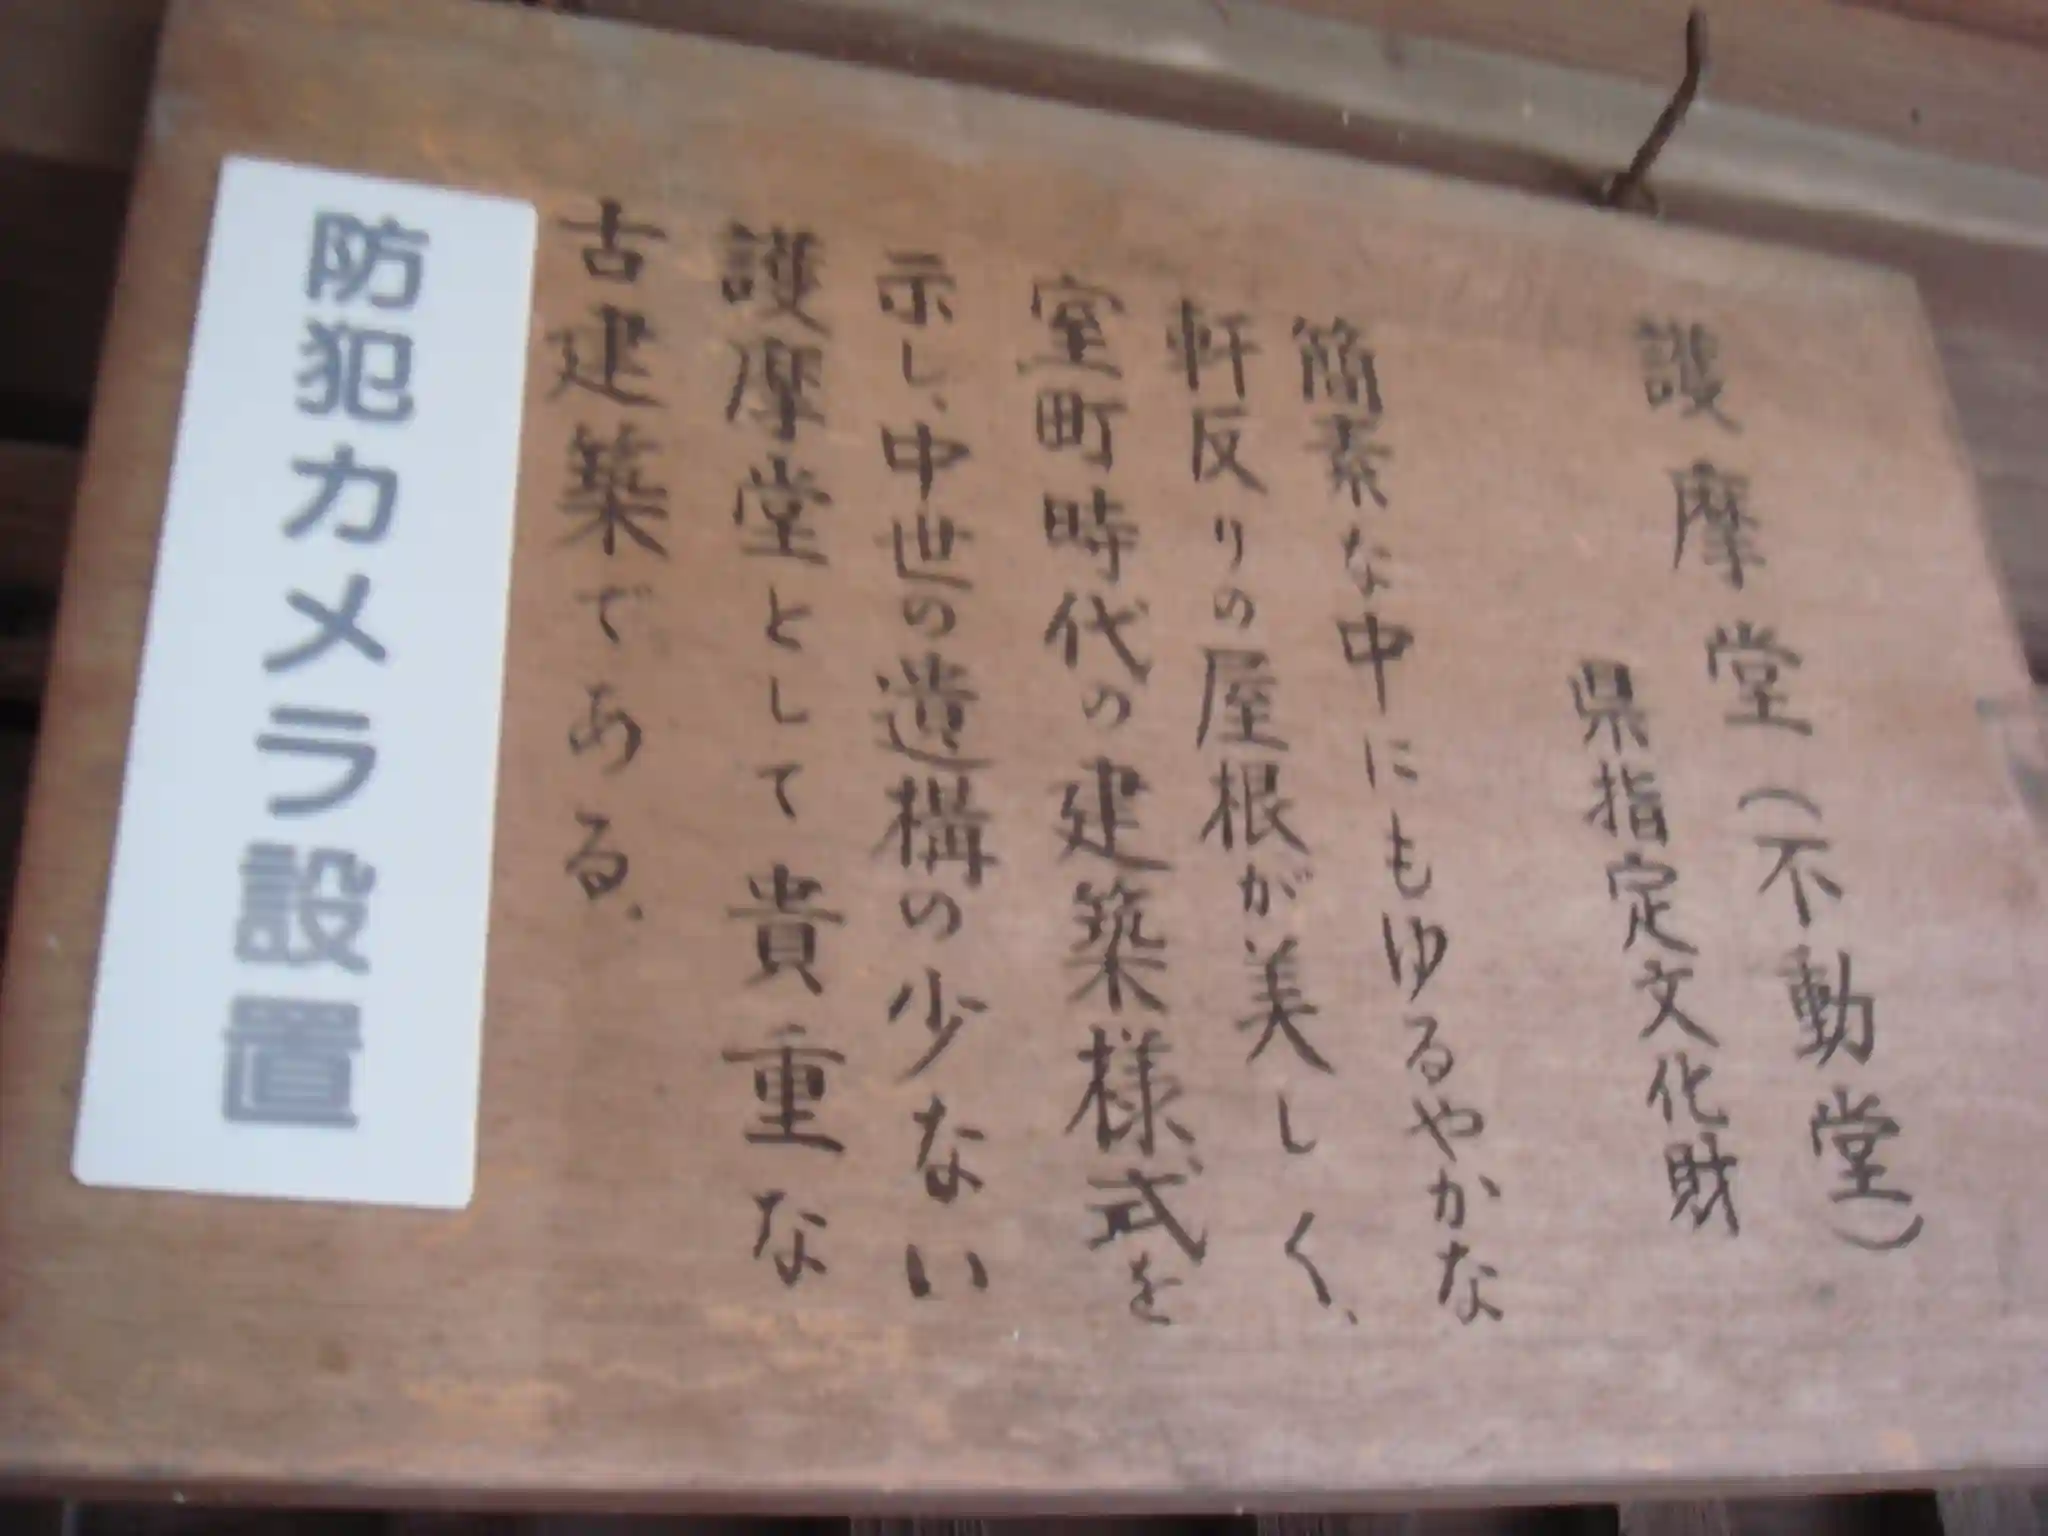 護摩堂(不動堂)
県指定文化財
簡素な中にもゆるやかな
軒反りの屋根が美しく、
室町時代の建築様式を
示し、中世の遺構の少ない
護摩堂として貴重な
古建築である.
防犯カメラ設置